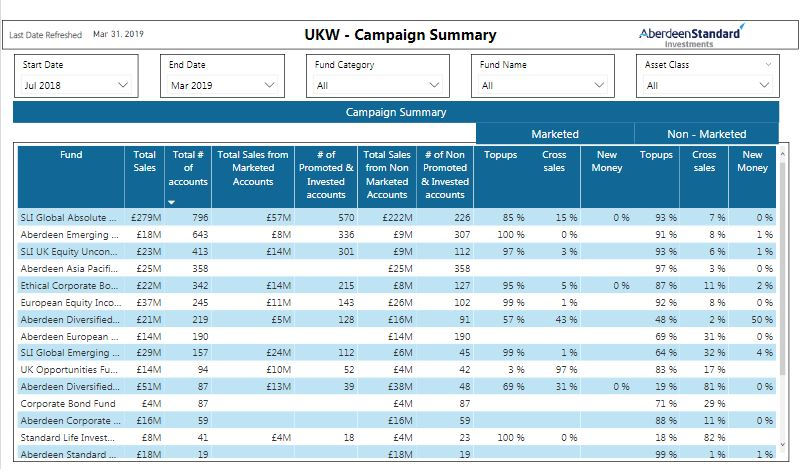 Last Date Refreshed Mar 31, 2019 UKW - Campaign Summary AberdeenStandard
Investments
Start Date End Date Fund Category Fund Name Asset Class
Jul 2018 Mar 2019 All All All
Campaign Summary
Marketed Non - Marketed
Fund Total Sales Total # of accounts Total Sales from Marketed Accounts # of Promoted & Invested accounts Total Sales from Non Marketed Accounts # of Non Promoted & Invested accounts Topups Cross sales New Money Topups Cross sales New Money
SLI Global Absolute ... £279M 796 £57M 570 £222M 226 85 % 15 % 0 % 93 % 7 % 0 %
Aberdeen Emerging ... £18M 643 £8M 336 £9M 307 100 % 0 % 91 % 8 % 1 %
SLI UK Equity Uncon... £23M 413 £14M 301 £9M 112 97 % 3 % 93 % 6 % 1 %
Aberdeen Asia Pacifi... £25M 358 £25M 358 97 % 3 % 0 %
Ethical Corporate Bo... £22M 342 £14M 215 £8M 127 95 % 5 % 0 % 87 % 11 % 2 %
European Equity Inco... £37M 245 £11M 143 £26M 102 99 % 1 % 92 % 8 % 0 %
Aberdeen Diversified... £21M 219 £5M 128 £16M 91 57 % 43 % 48 % 2 % 50 %
Aberdeen European ... £14M 190 £14M 190 69 % 31 % 0 %
SLI Global Emerging ... £29M 157 £24M 112 £6M 45 99 % 1 % 64 % 32 % 4 %
UK Opportunities Fu... £14M 94 £10M 52 £4M 42 3 % 97 % 83 % 17 %
Aberdeen Diversified... £51M 87 £13M 39 £38M 48 69 % 31 % 0 % 19 % 81 % 0 %
Corporate Bond Fund £4M 87 £4M 87 71 % 29 %
Aberdeen Corporate ... £16M 59 £16M 59 88 % 11 % 0 %
Standard Life Invest... £8M 41 £4M 18 £4M 23 100 % 0 % 18 % 82 %
Aberdeen Standard ... £18M 19 £18M 19 99 % 1 % 1 %